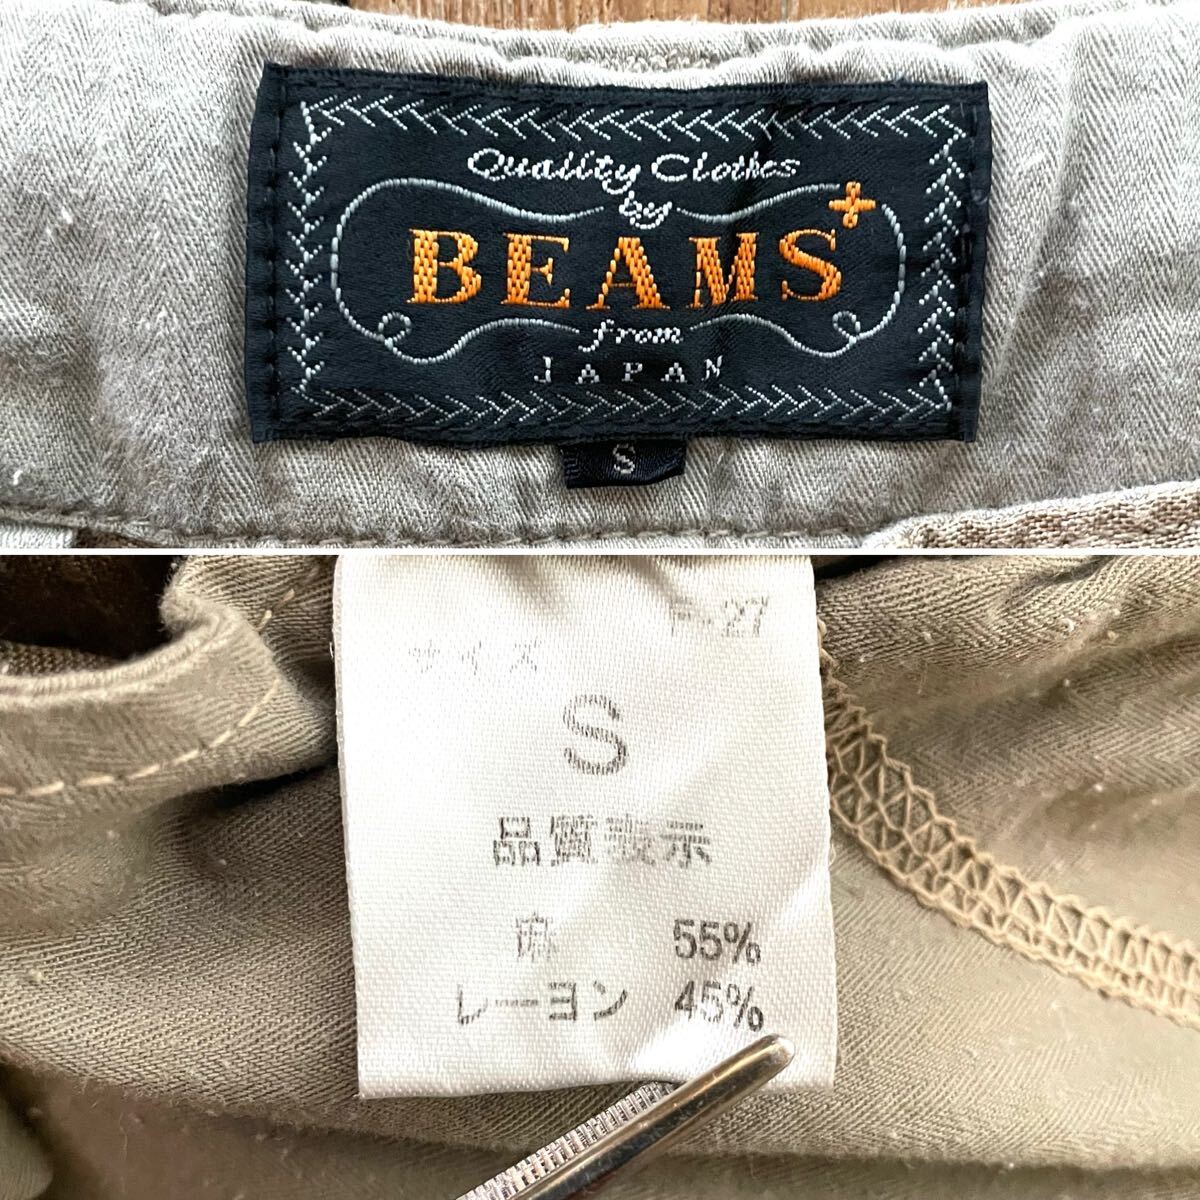 Quality Clothes
by
BEAMS+
from
JAPAN
S
F-27
サイズ
S
品質表示
麻 55%
レーヨン 45%